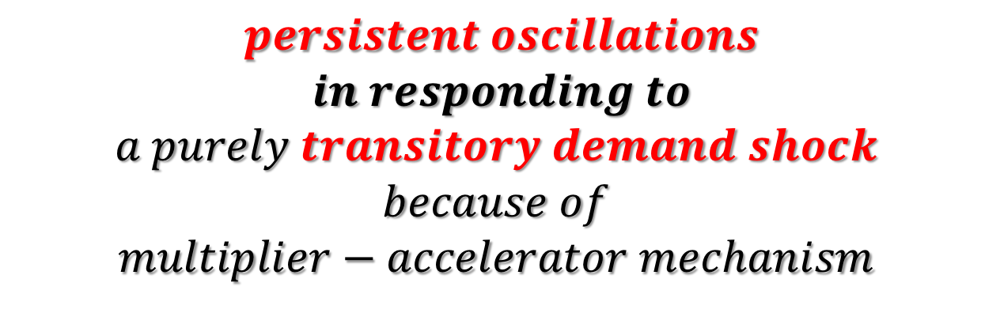 persistent oscillations
in responding to
a purely transitory demand shock
because of
multiplier − accelerator mechanism